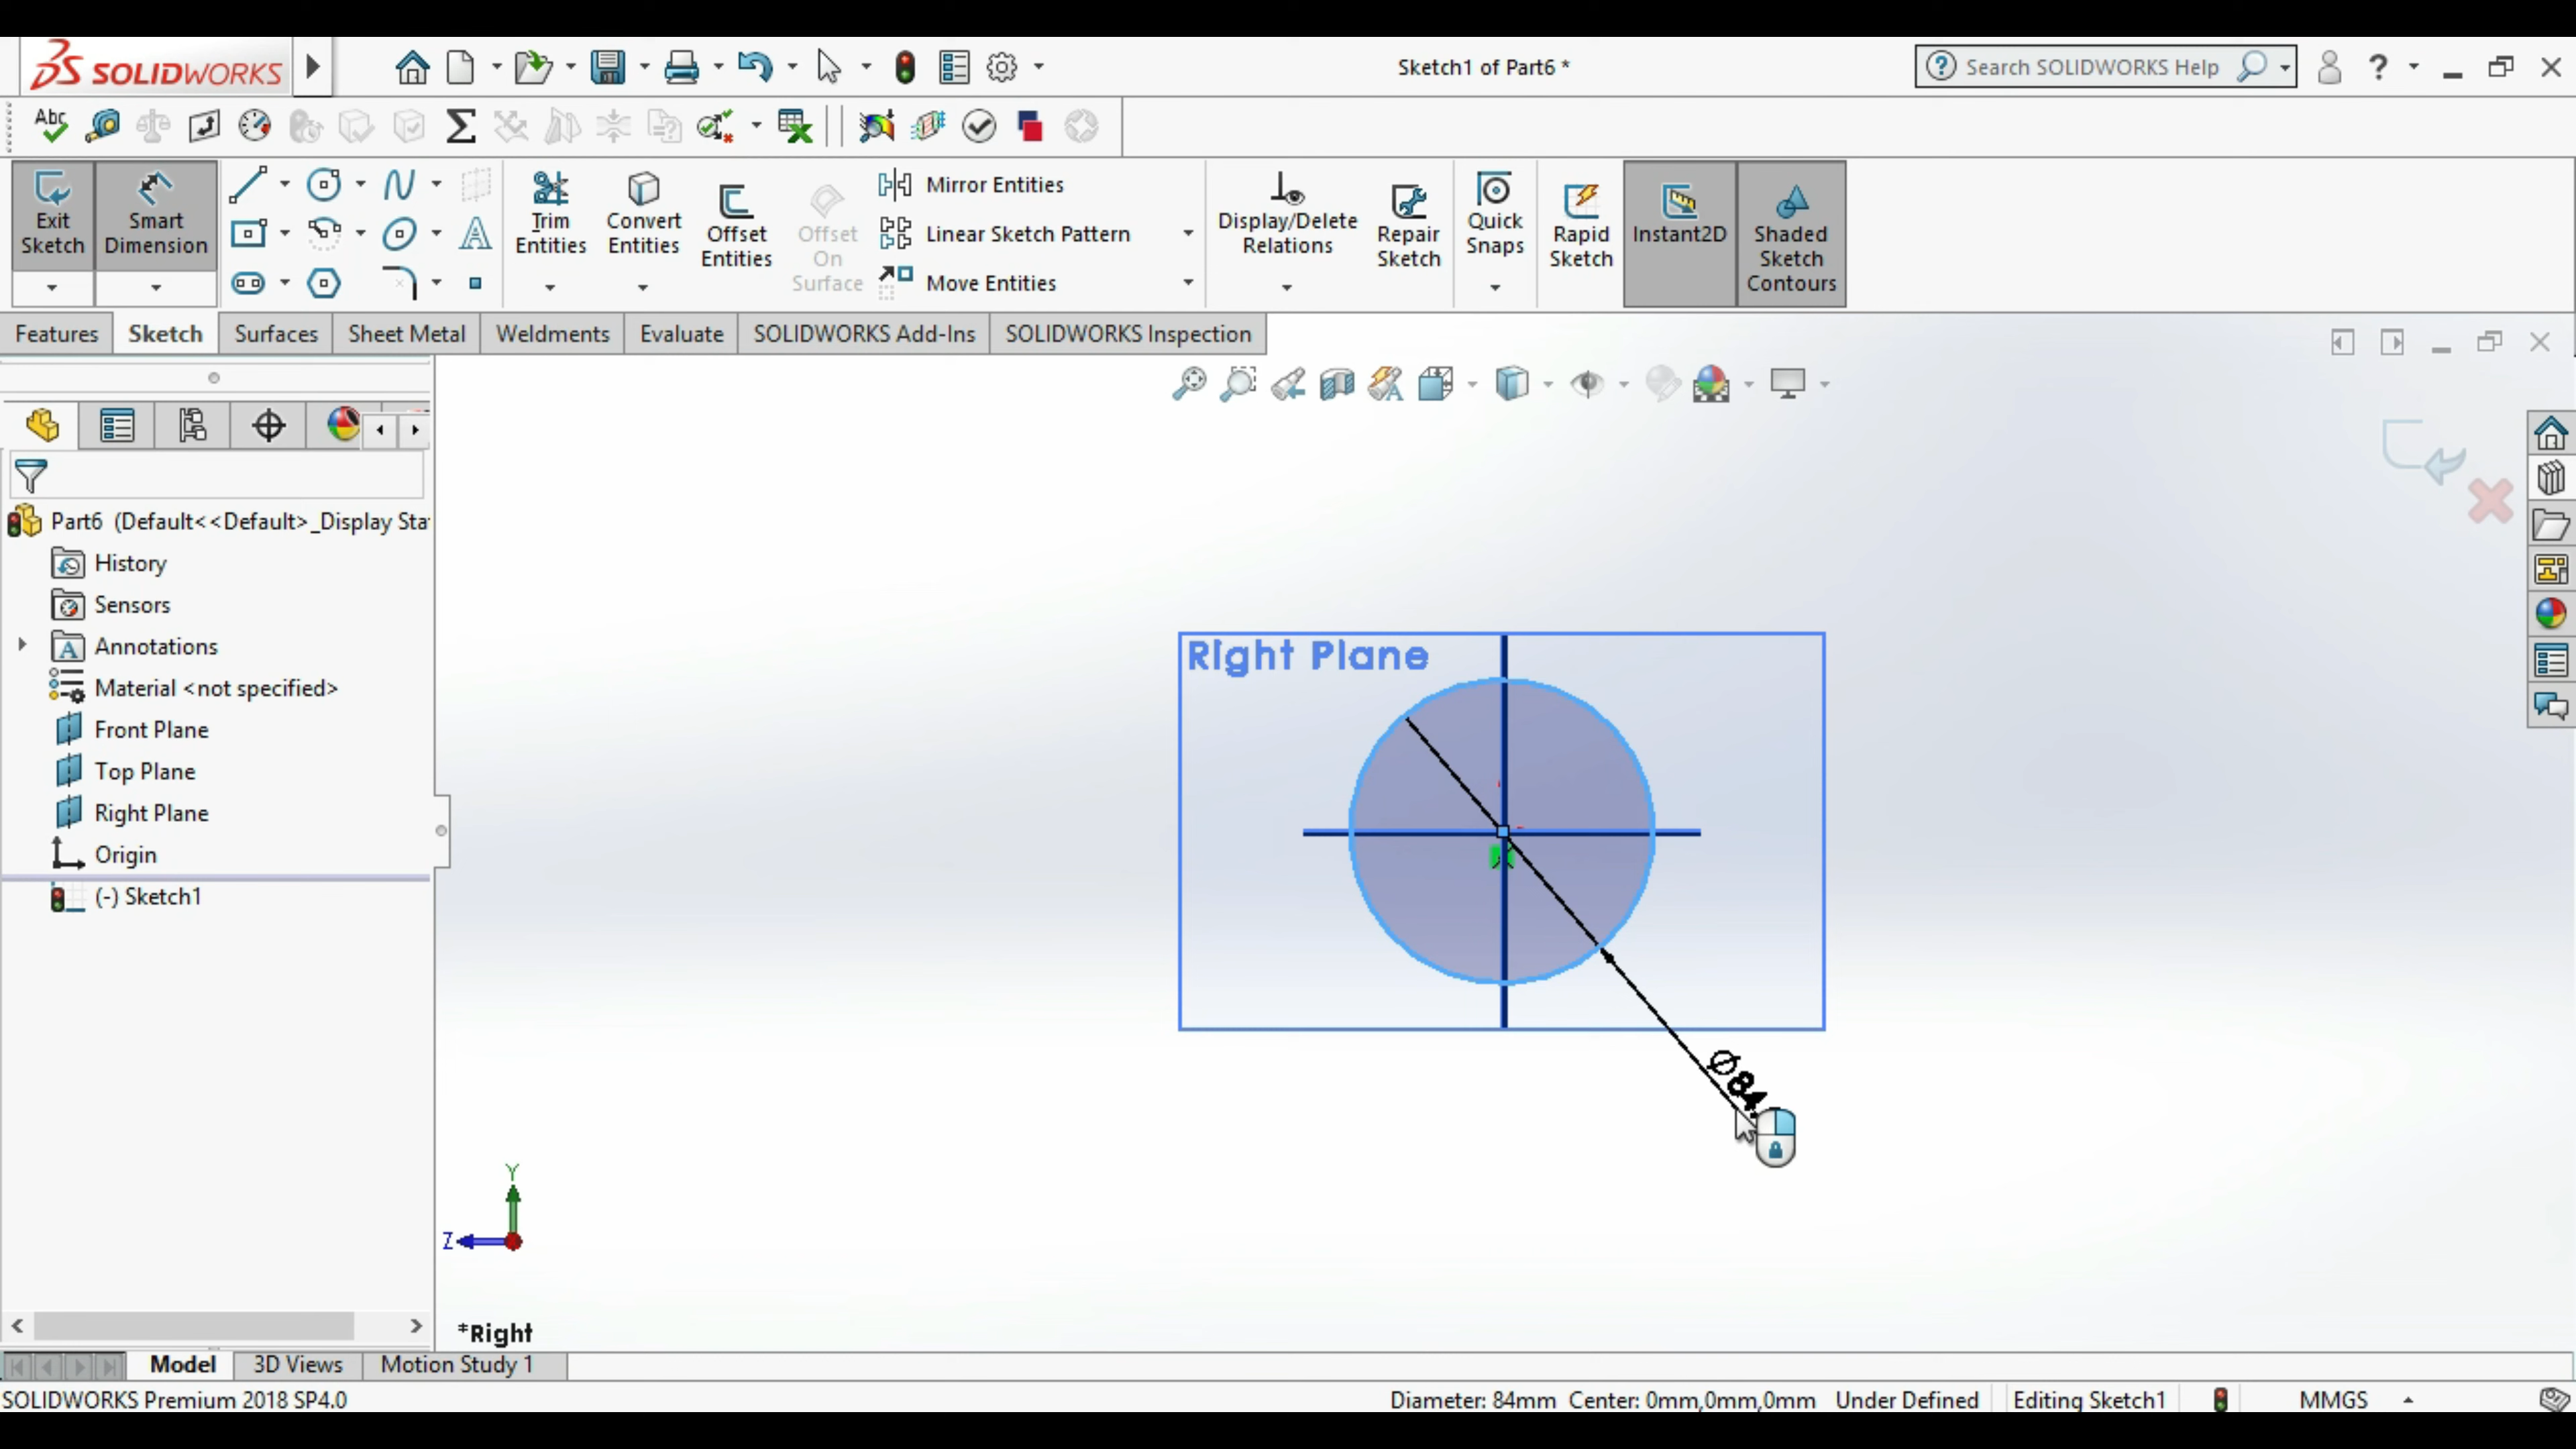 SOLIDWORKS
Sketch1 of Part6 *
Search SOLIDWORKS Help
Abc
Exit Sketch
Smart Dimension
Trim Entities
Convert Entities
Offset Entities
Offset On Surface
Mirror Entities
Linear Sketch Pattern
Move Entities
Display/Delete Relations
Repair Sketch
Quick Snaps
Rapid Sketch
Instant2D
Shaded Sketch Contours
Features
Sketch
Surfaces
Sheet Metal
Weldments
Evaluate
SOLIDWORKS Add-Ins
SOLIDWORKS Inspection
Part6 (Default<<Default>_Display Sta
History
Sensors
Annotations
Material <not specified>
Front Plane
Top Plane
Right Plane
Origin
(-) Sketch1
Right Plane
Ø84
Y
Z
*Right
Model
3D Views
Motion Study 1
SOLIDWORKS Premium 2018 SP4.0
Diameter: 84mm Center: 0mm,0mm,0mm
Under Defined
Editing Sketch1
MMGS